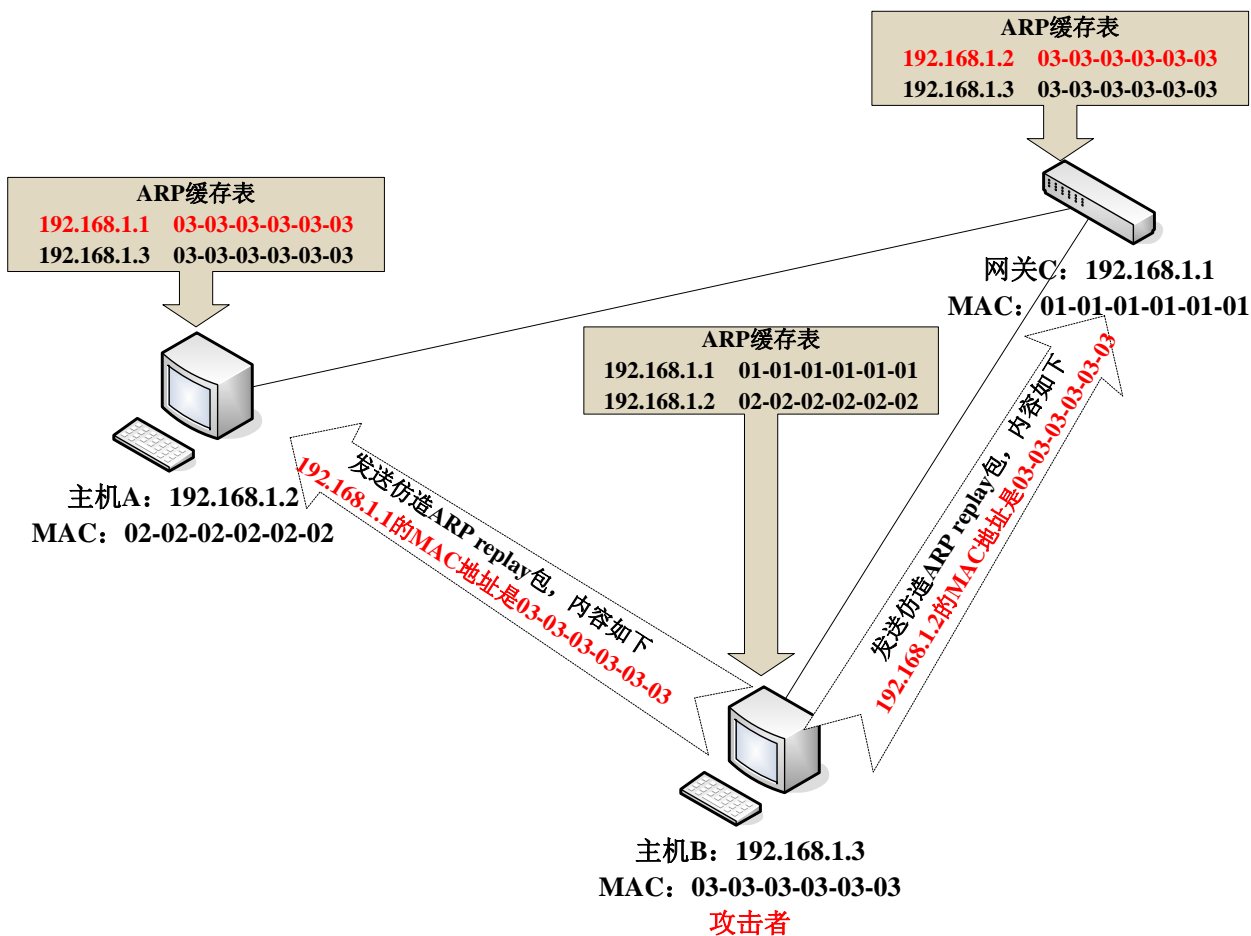 ARP缓存表
192.168.1.2 03-03-03-03-03-03
192.168.1.3 03-03-03-03-03-03
ARP缓存表
192.168.1.1 03-03-03-03-03-03
192.168.1.3 03-03-03-03-03-03
网关C：192.168.1.1
MAC：01-01-01-01-01-01
ARP缓存表
192.168.1.1 01-01-01-01-01-01
192.168.1.2 02-02-02-02-02-02
主机A：192.168.1.2
MAC：02-02-02-02-02-02
发送仿造ARP replay包，内容如下
192.168.1.1的MAC地址是03-03-03-03-03-03
发送仿造ARP replay包，内容如下
192.168.1.2的MAC地址是03-03-03-03-03-03
主机B：192.168.1.3
MAC：03-03-03-03-03-03
攻击者